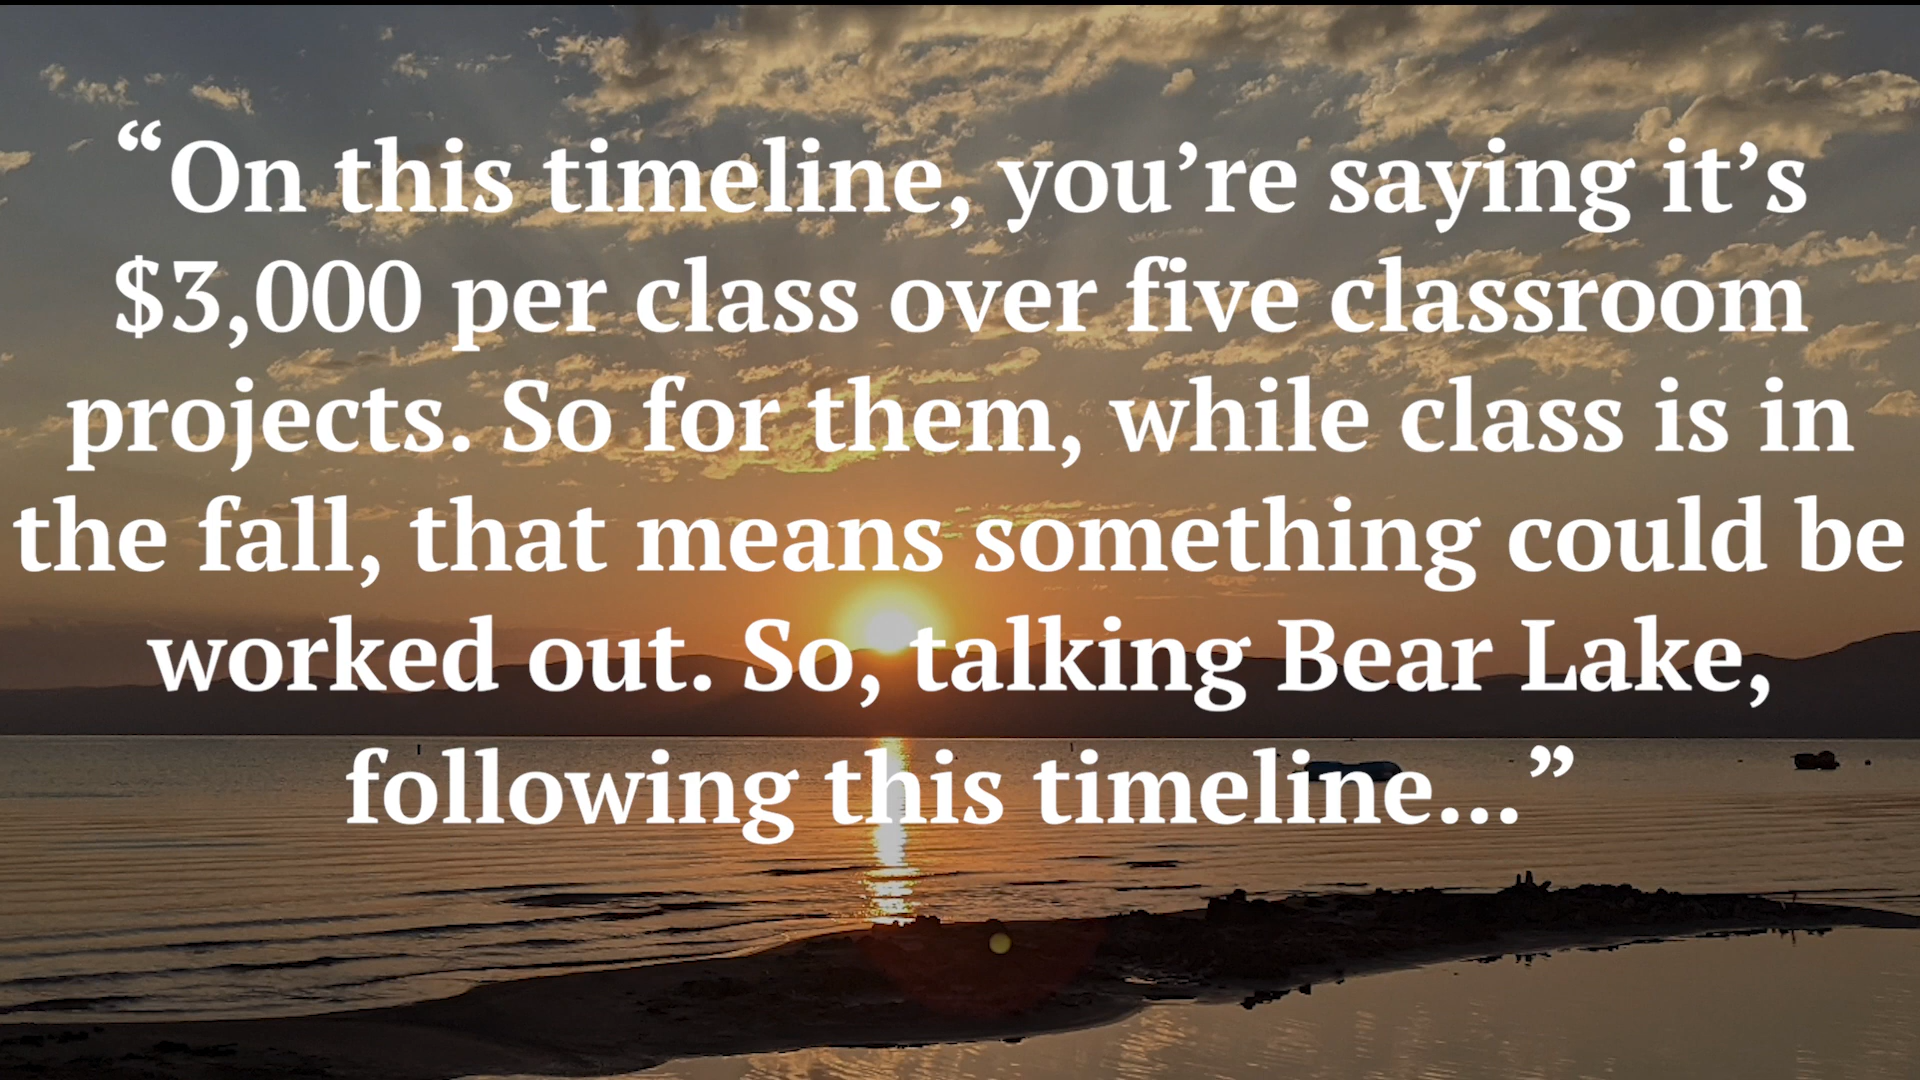 “On this timeline, you’re saying it’s
$3,000 per class over five classroom
projects. So for them, while class is in
the fall, that means something could be
worked out. So, talking Bear Lake,
following this timeline...”